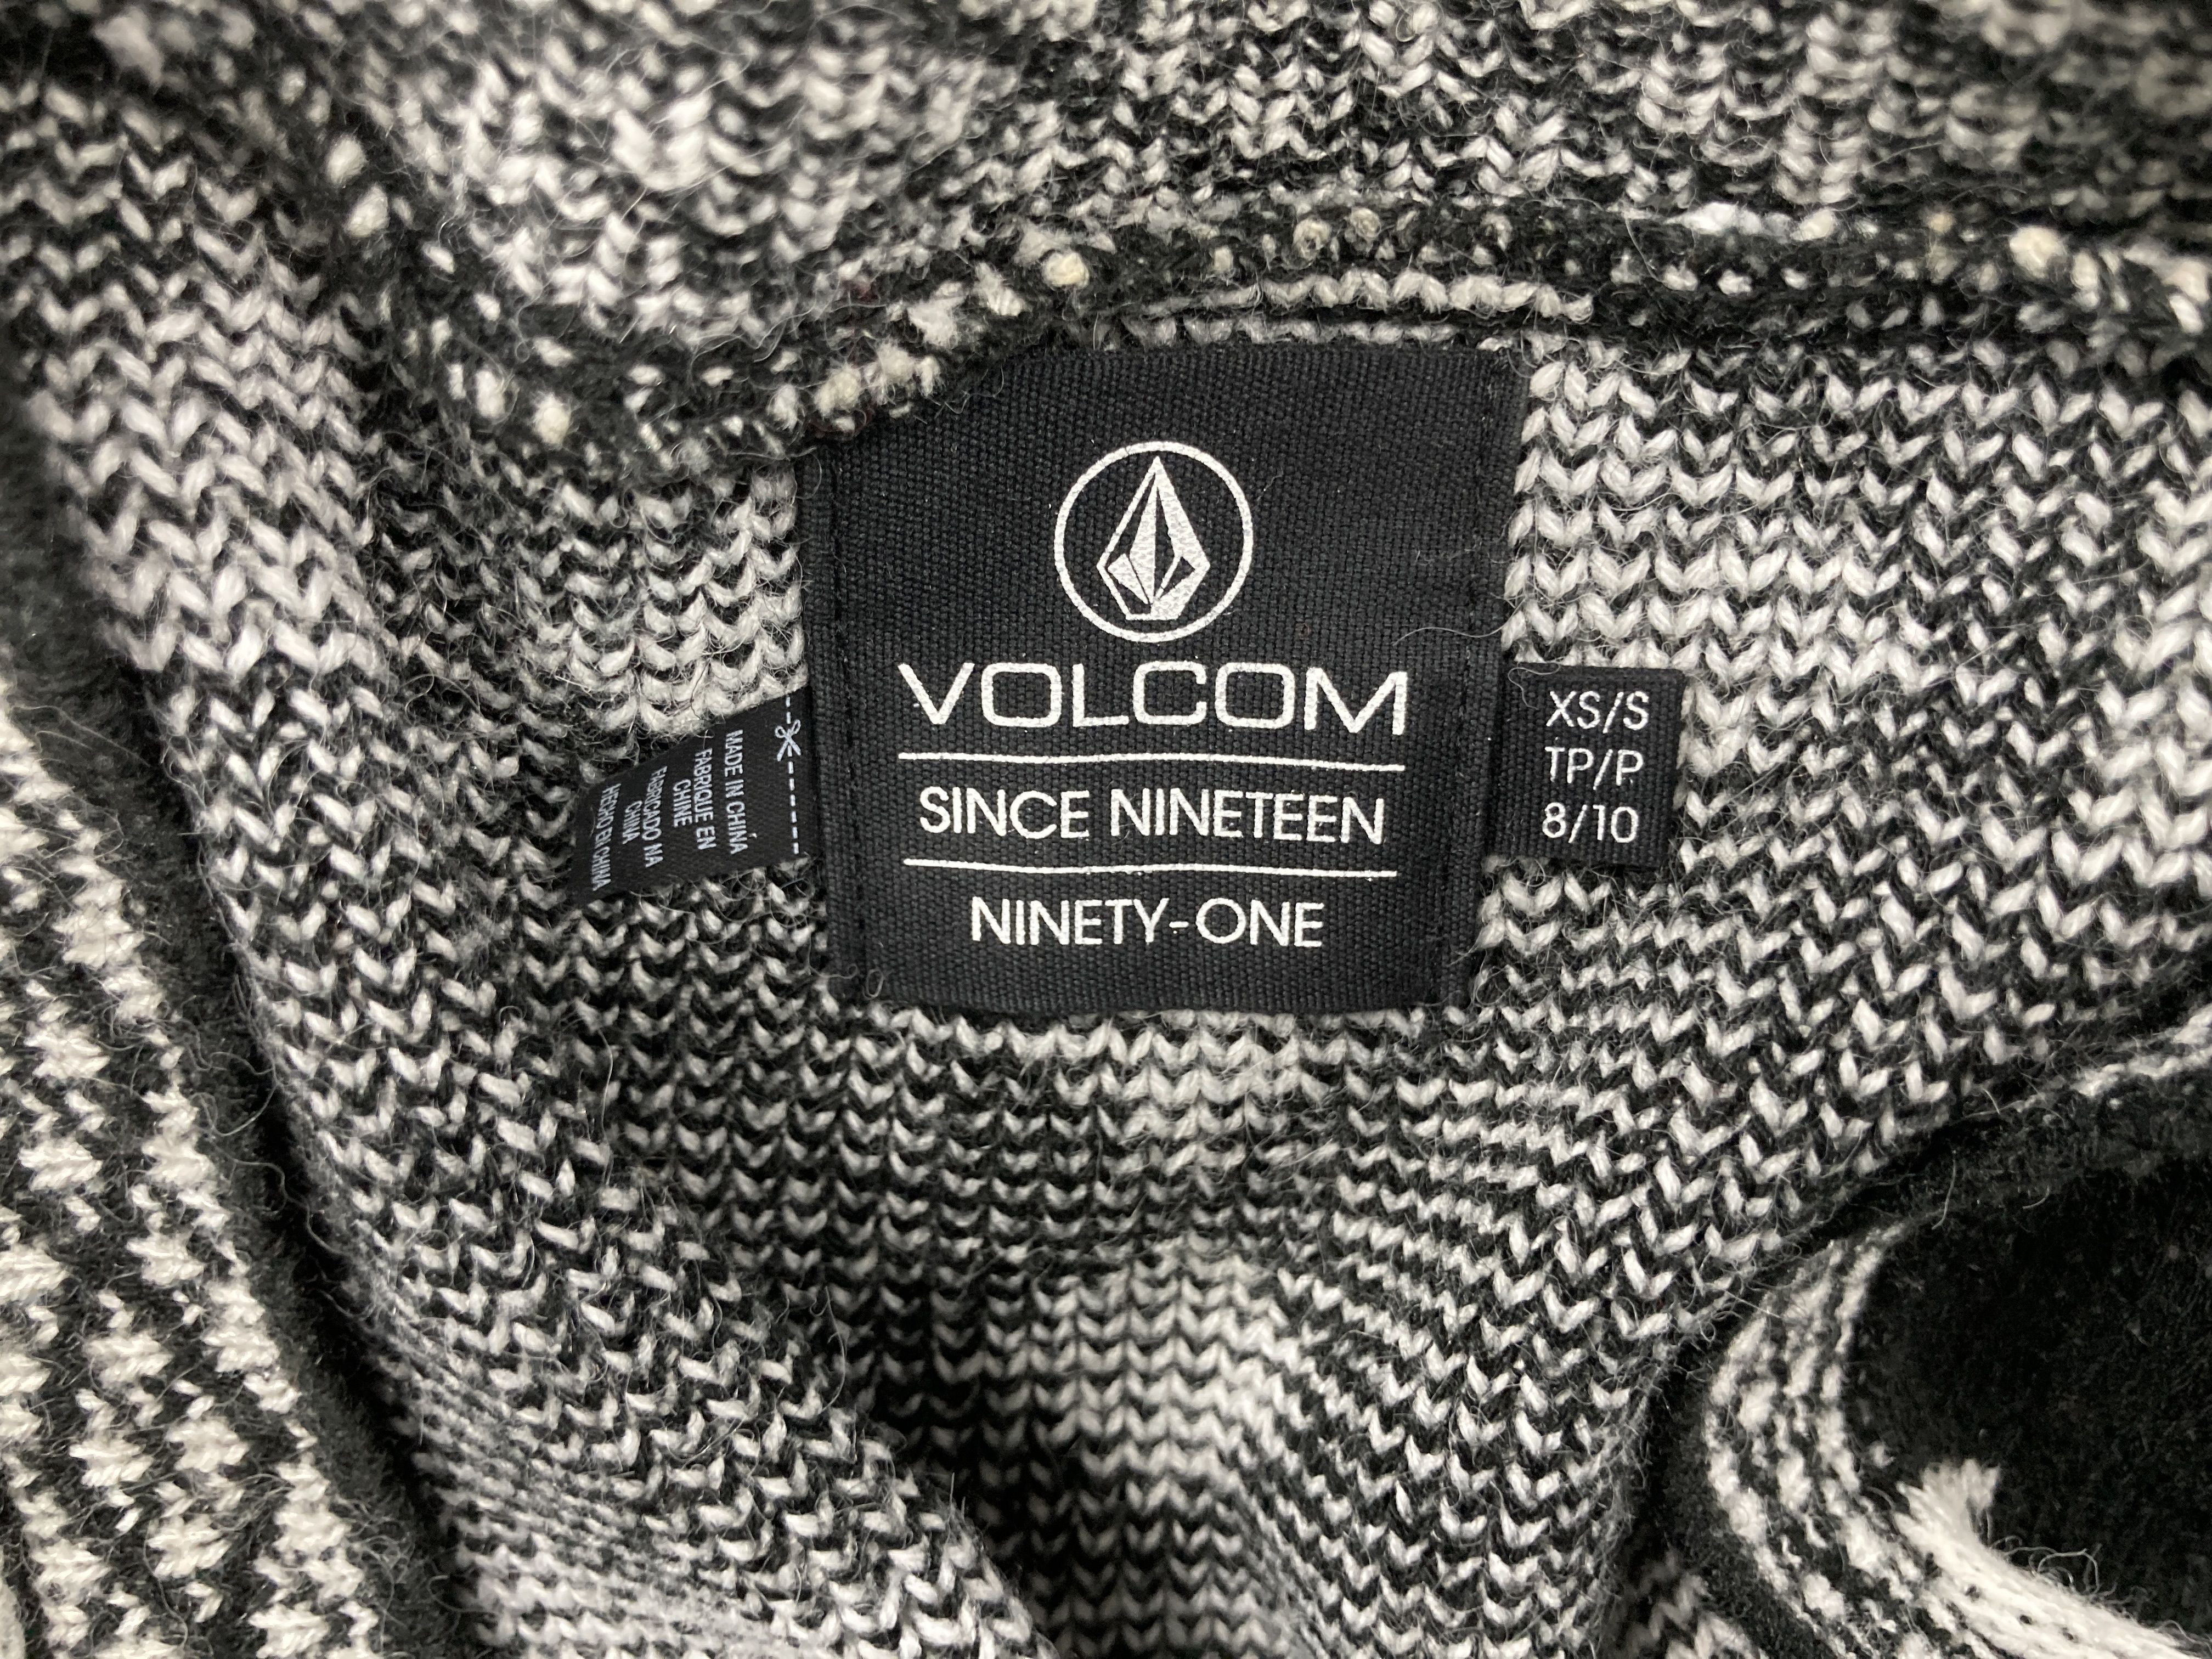 VOLCOM
SINCE NINETEEN
NINETY-ONE
XS/S
TP/P
8/10
MADE IN CHINA
FABRIQUE EN
CHINE
FABRICADO NA
CHINA
HECHO EN CHINA